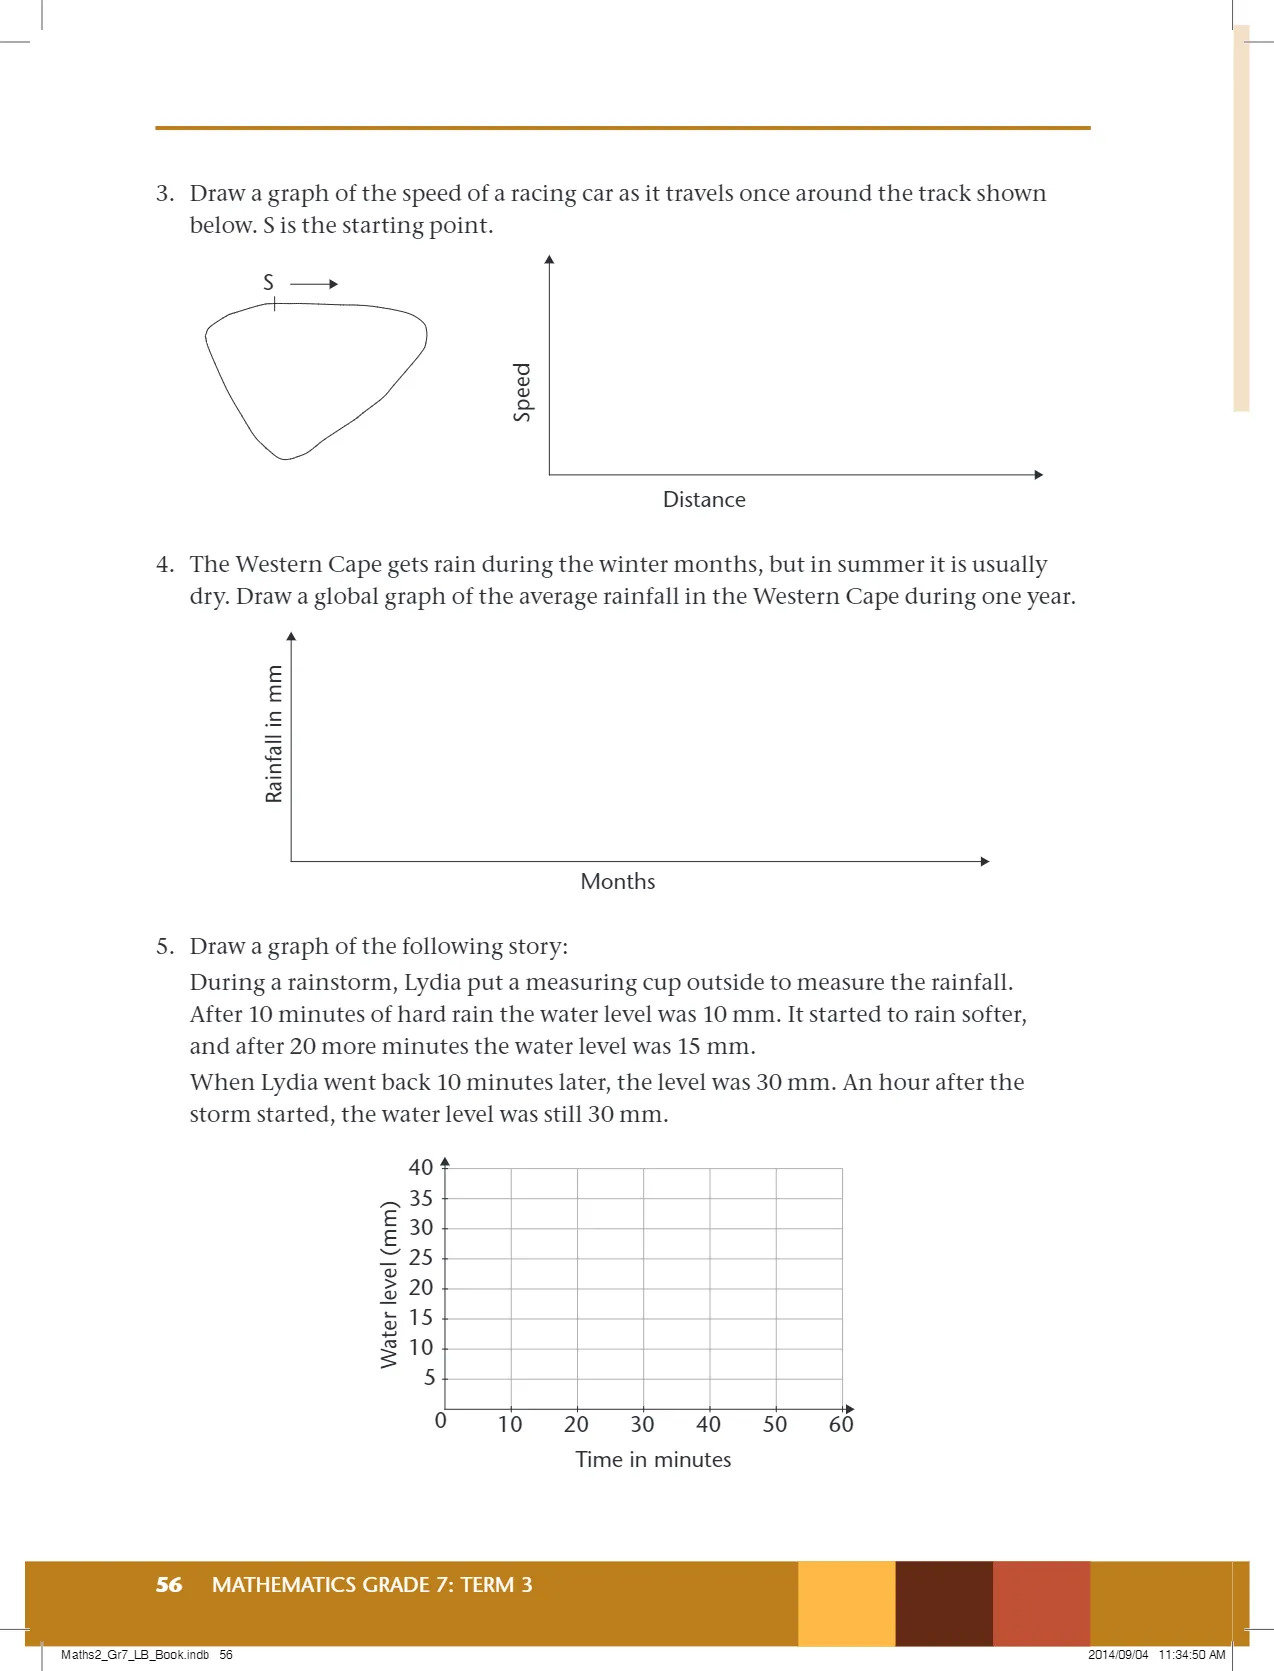 3. Draw a graph of the speed of a racing car as it travels once around the track shown
below. S is the starting point.
S
Speed
Distance
4. The Western Cape gets rain during the winter months, but in summer it is usually
dry. Draw a global graph of the average rainfall in the Western Cape during one year.
Rainfall in mm
Months
5. Draw a graph of the following story:
During a rainstorm, Lydia put a measuring cup outside to measure the rainfall.
After 10 minutes of hard rain the water level was 10 mm. It started to rain softer,
and after 20 more minutes the water level was 15 mm.
When Lydia went back 10 minutes later, the level was 30 mm. An hour after the
storm started, the water level was still 30 mm.
Water level (mm)
40
35
30
25
20
15
10
5
0 10 20 30 40 50 60
Time in minutes
56 MATHEMATICS GRADE 7: TERM 3
Maths2_Gr7_LB_Book.indb 56 2014/09/04 11:34:50 AM